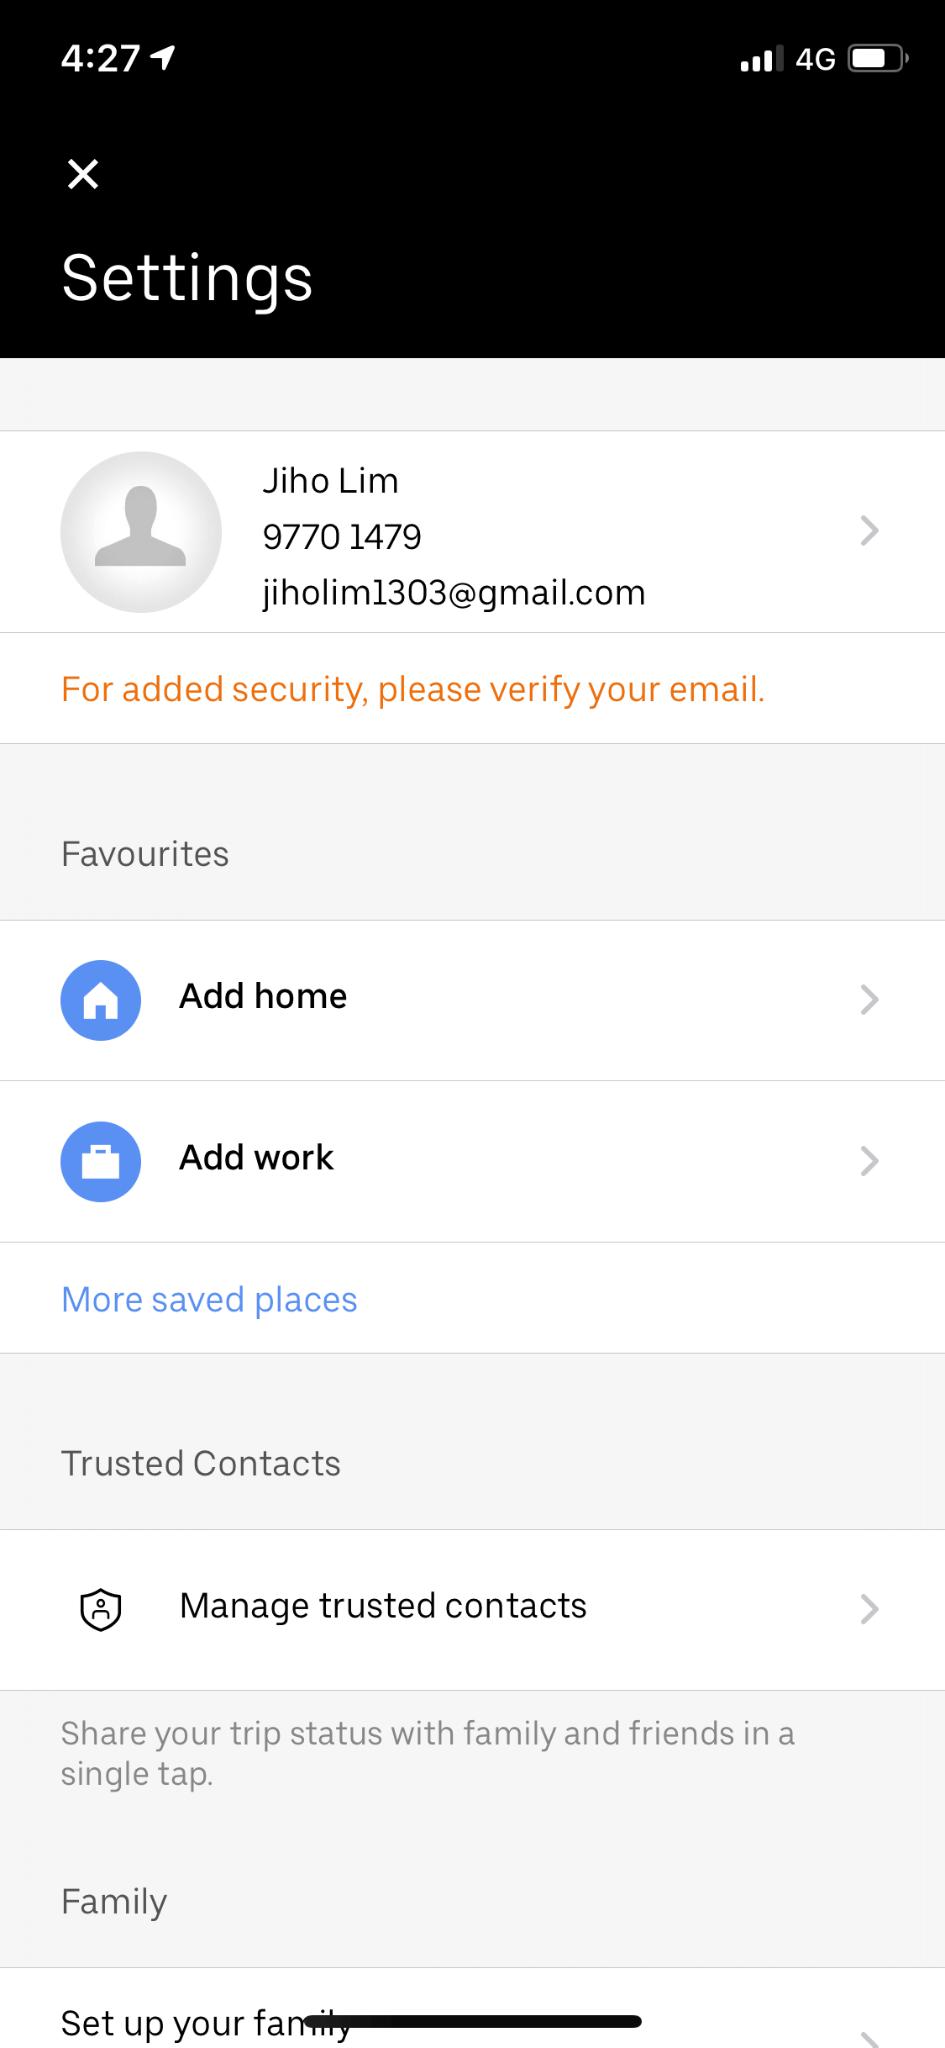 4:27
4G
Settings
Jiho Lim
9770 1479
jiholim1303@gmail.com
For added security, please verify your email.
Favourites
Add home
Add work
More saved places
Trusted Contacts
Manage trusted contacts
Share your trip status with family and friends in a
single tap.
Family
Set up your family